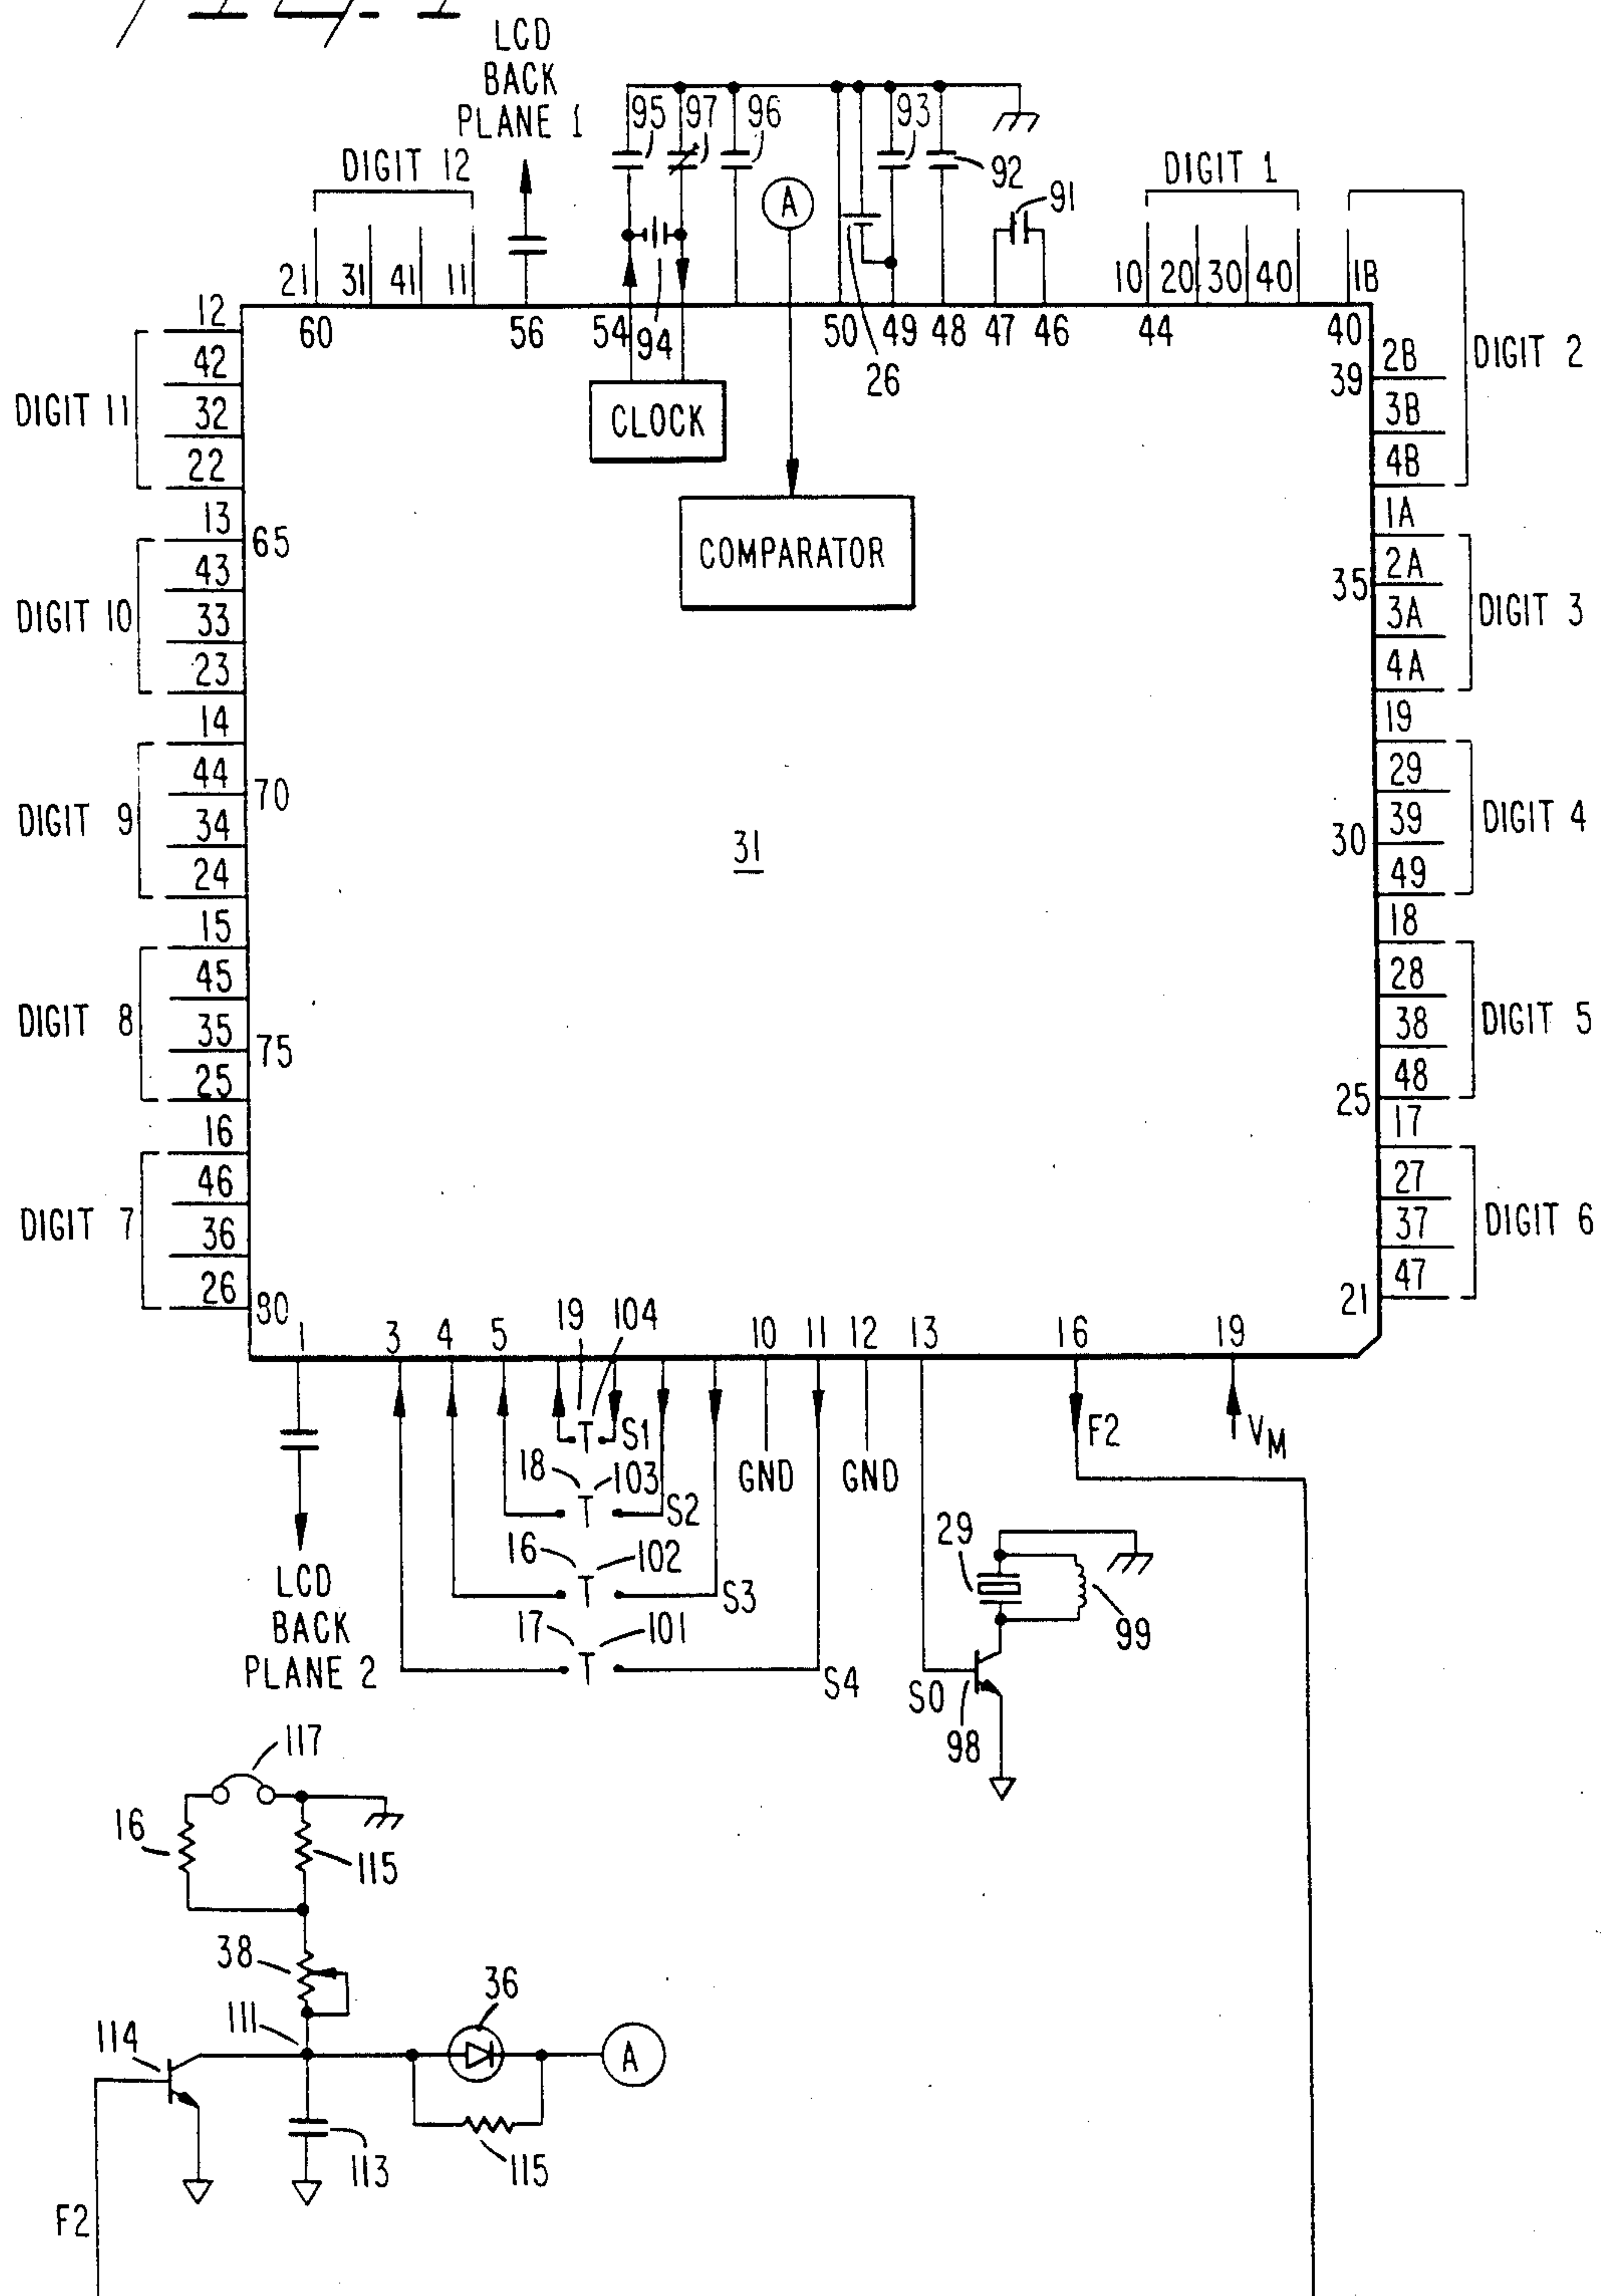 LCD
BACK
PLANE 1
95 97 96 93
92
91
DIGIT 12
A
DIGIT 1
21 31 41 11
10 20 30 40 1B
12 60 56 54 94 50 49 48 47 46 44 40
26
DIGIT 2
42
39 2B
DIGIT 11
32
3B
22
4B
CLOCK
13
1A
65
COMPARATOR
43
35 2A
DIGIT 10
33
3A
DIGIT 3
23
4A
14
19
44
70
29
DIGIT 9
34
31
30
39
DIGIT 4
24
49
15
18
45
28
DIGIT 8
35
75
38
DIGIT 5
25
48
16
25
17
46
27
DIGIT 7
36
37
DIGIT 6
26
80
21
47
1 3 4 5 19 104 10 11 12 13 16 19
S1
F2
VM
18 103
S2
GND GND
16 102
S3
29
99
LCD
BACK
PLANE 2
17 101
S4
S0
98
117
16
115
38
111
36
114
A
113
115
F2